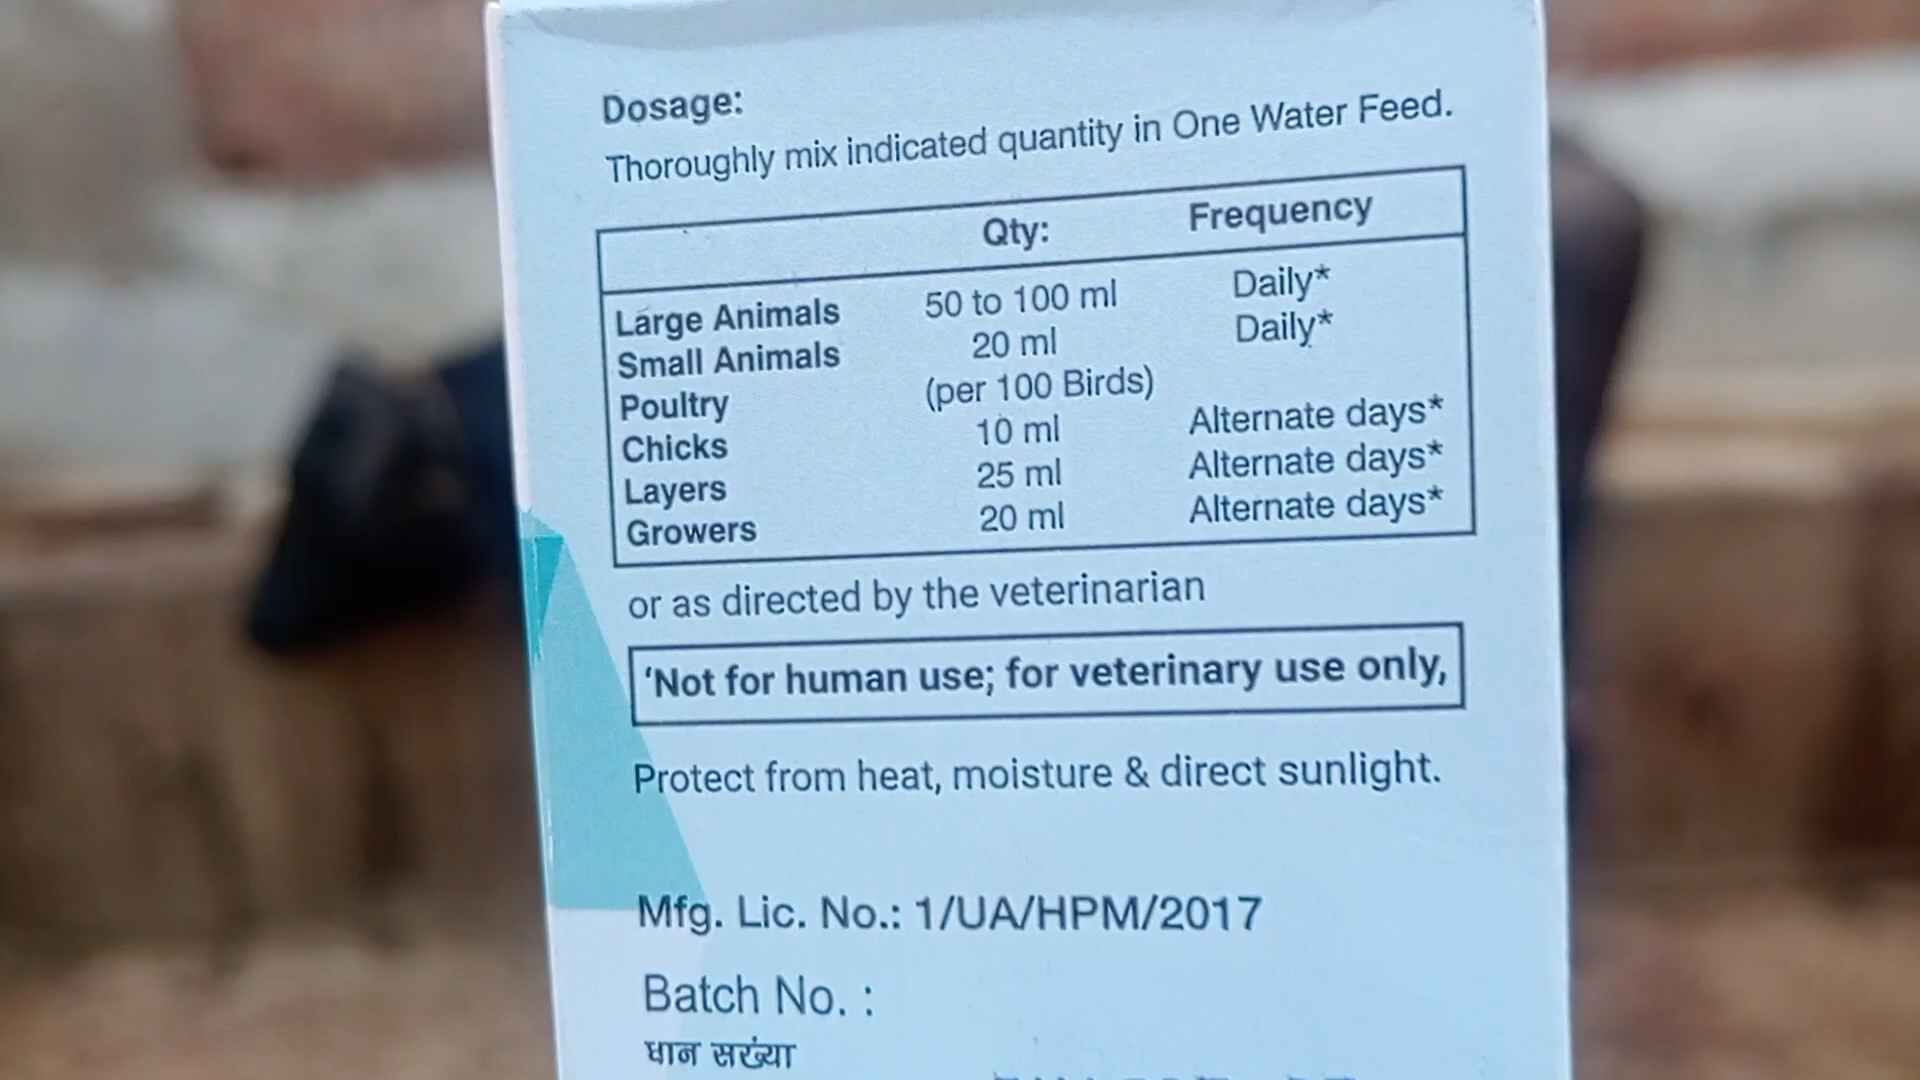 Dosage:
Thoroughly mix indicated quantity in One Water Feed.
Qty: Frequency
Large Animals 50 to 100 ml Daily*
Small Animals 20 ml Daily*
Poultry (per 100 Birds)
Chicks 10 ml Alternate days*
Layers 25 ml Alternate days*
Growers 20 ml Alternate days*
or as directed by the veterinarian
‘Not for human use; for veterinary use only,
Protect from heat, moisture & direct sunlight.
Mfg. Lic. No.: 1/UA/HPM/2017
Batch No. :
घान सख्ंया